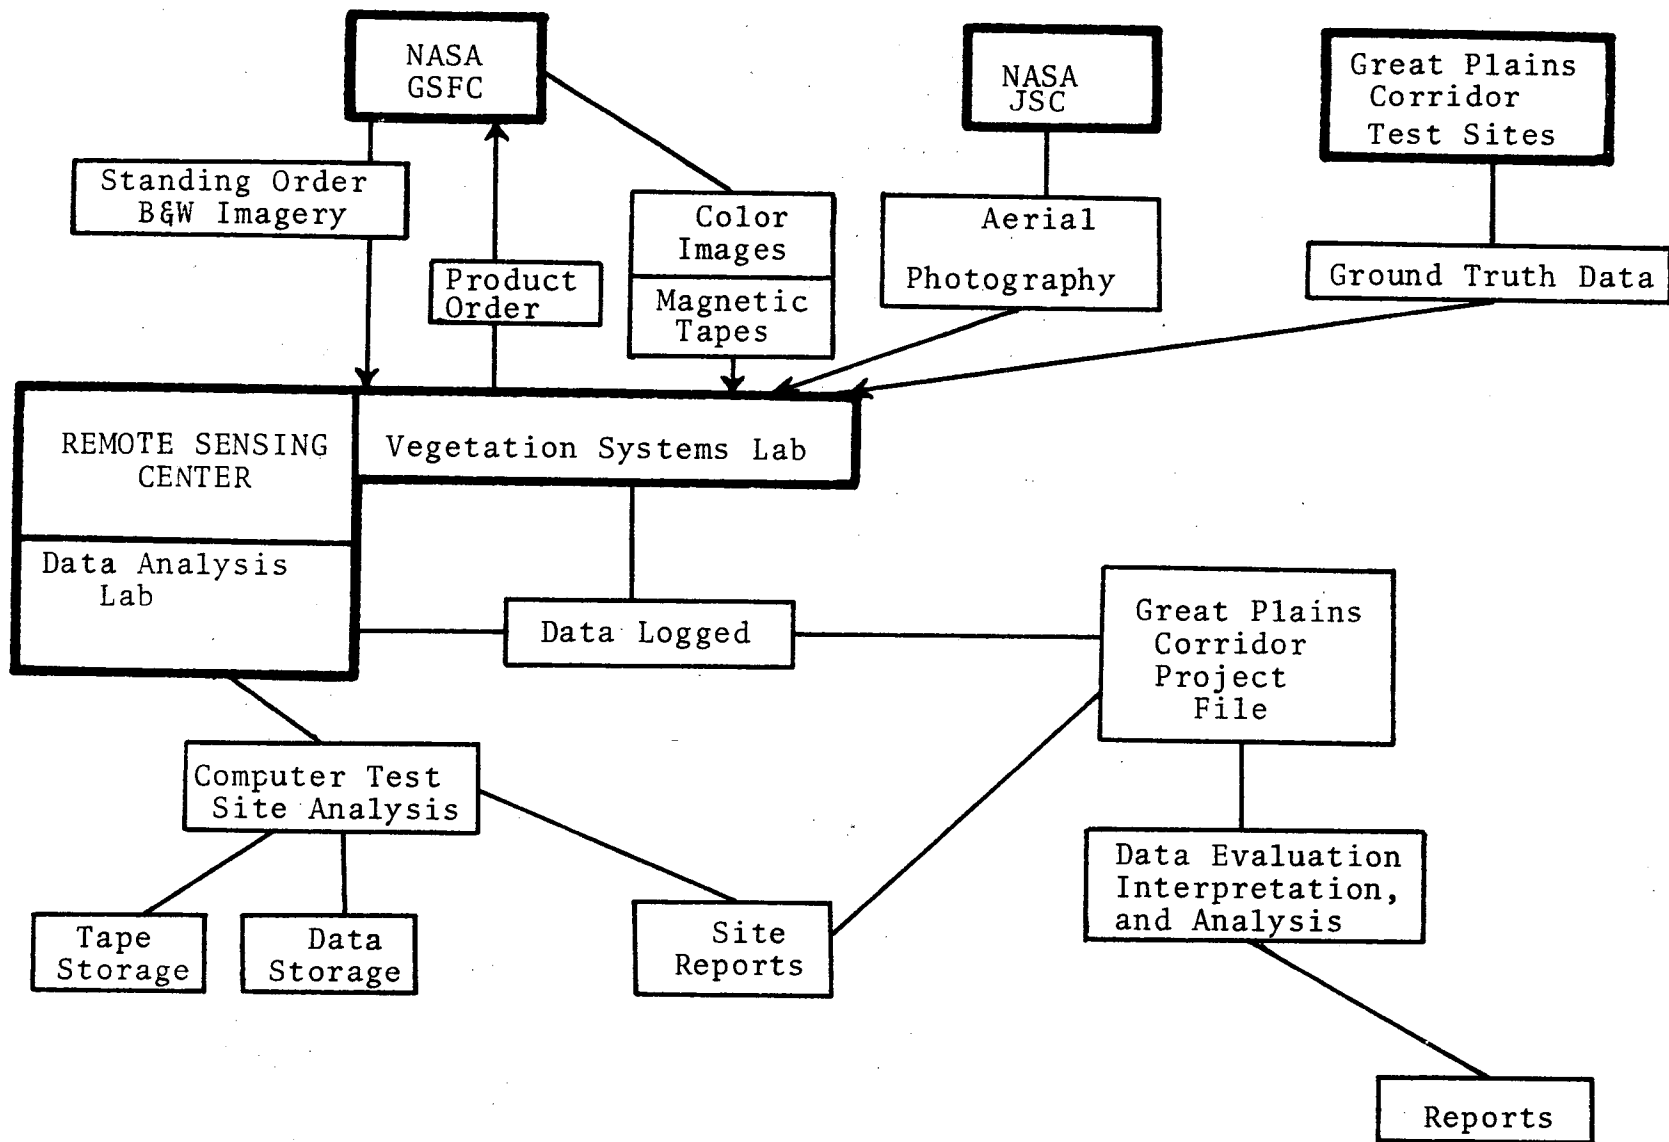 NASA
GSFC
NASA
JSC
Great Plains
Corridor
Test Sites
Standing Order
B&W Imagery
Product
Order
Color
Images
Magnetic
Tapes
Aerial
Photography
Ground Truth Data
REMOTE SENSING
CENTER
Vegetation Systems Lab
Data Analysis
Lab
Data Logged
Great Plains
Corridor
Project
File
Computer Test
Site Analysis
Data Evaluation
Interpretation,
and Analysis
Tape
Storage
Data
Storage
Site
Reports
Reports